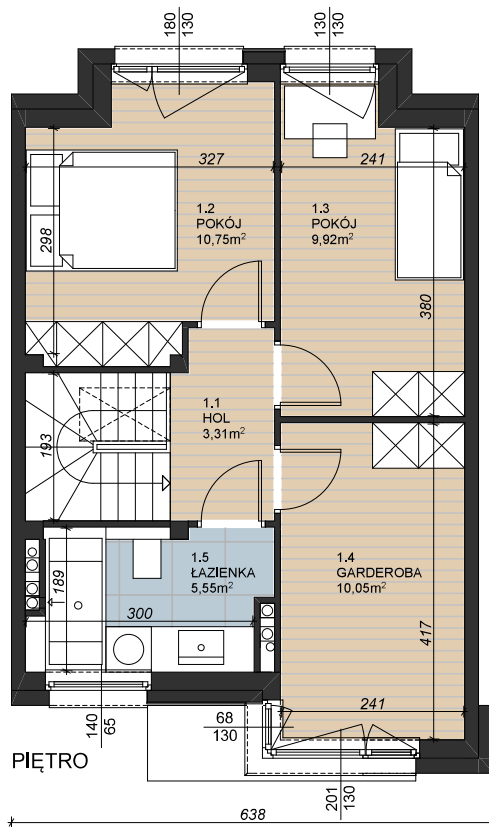 180
130
130
130
327
241
1.2
POKÓJ
10,75m²
1.3
POKÓJ
9,92m²
298
380
1.1
HOL
3,31m²
193
189
1.5
ŁAZIENKA
5,55m²
1.4
GARDEROBA
10,05m²
300
417
241
68
130
140
65
PIĘTRO
201
130
638